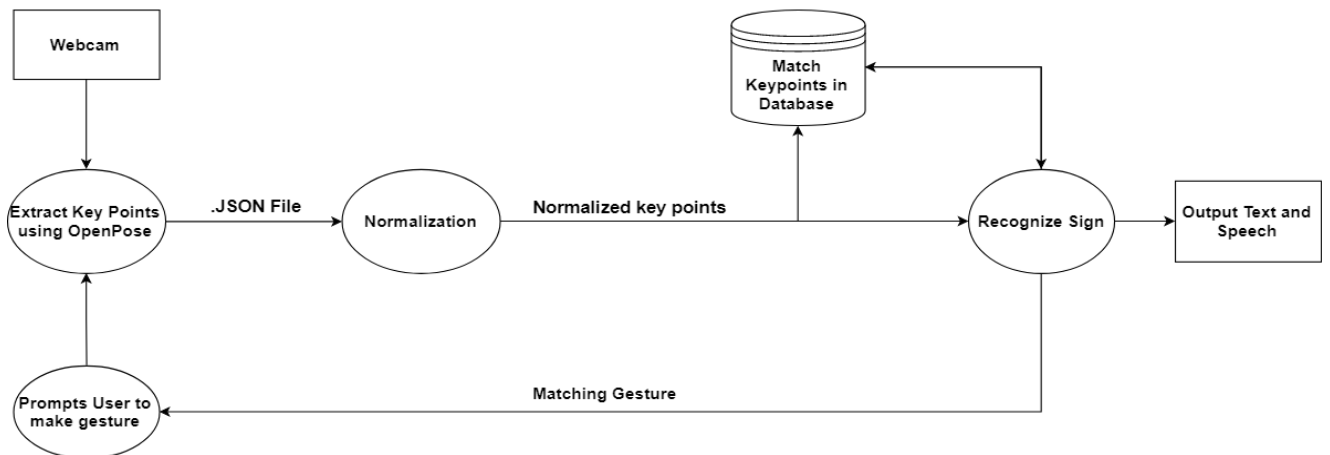 Webcam
Match
Keypoints in
Database
Extract Key Points
using OpenPose
.JSON File
Normalization
Normalized key points
Recognize Sign
Output Text and
Speech
Prompts User to
make gesture
Matching Gesture